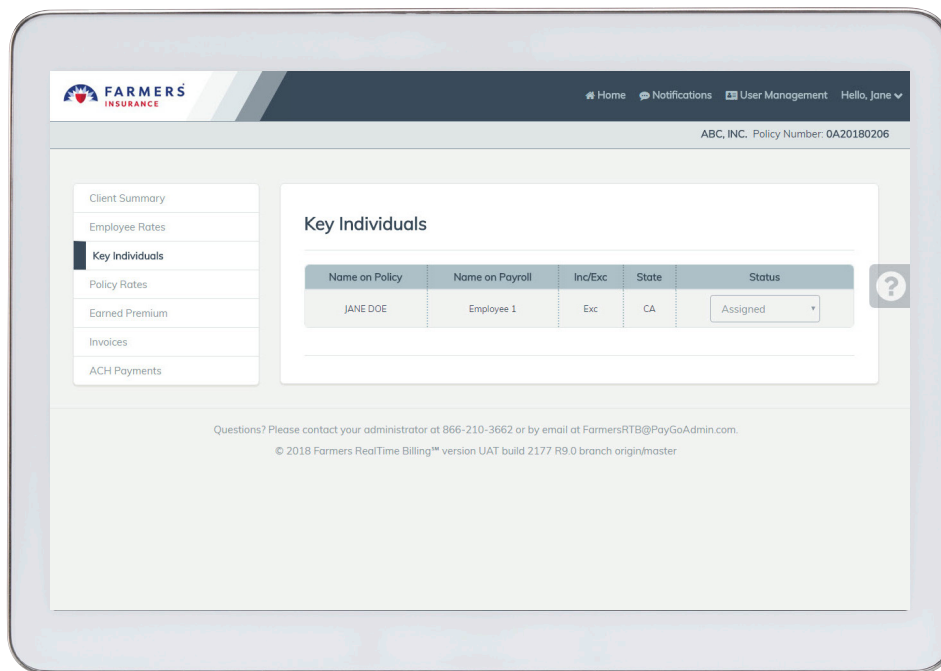 FARMERS
INSURANCE
Home Notifications User Management Hello, Jane
ABC, INC. Policy Number: 0A20180206
Client Summary
Employee Rates
Key Individuals
Policy Rates
Earned Premium
Invoices
ACH Payments
Key Individuals
Name on Policy Name on Payroll Inc/Exc State Status
JANE DOE Employee 1 Exc CA Assigned
?
Questions? Please contact your administrator at 866-210-3662 or by email at FarmersRTB@PayGoAdmin.com.
© 2018 Farmers RealTime Billing℠ version UAT build 2177 R9.0 branch origin/master